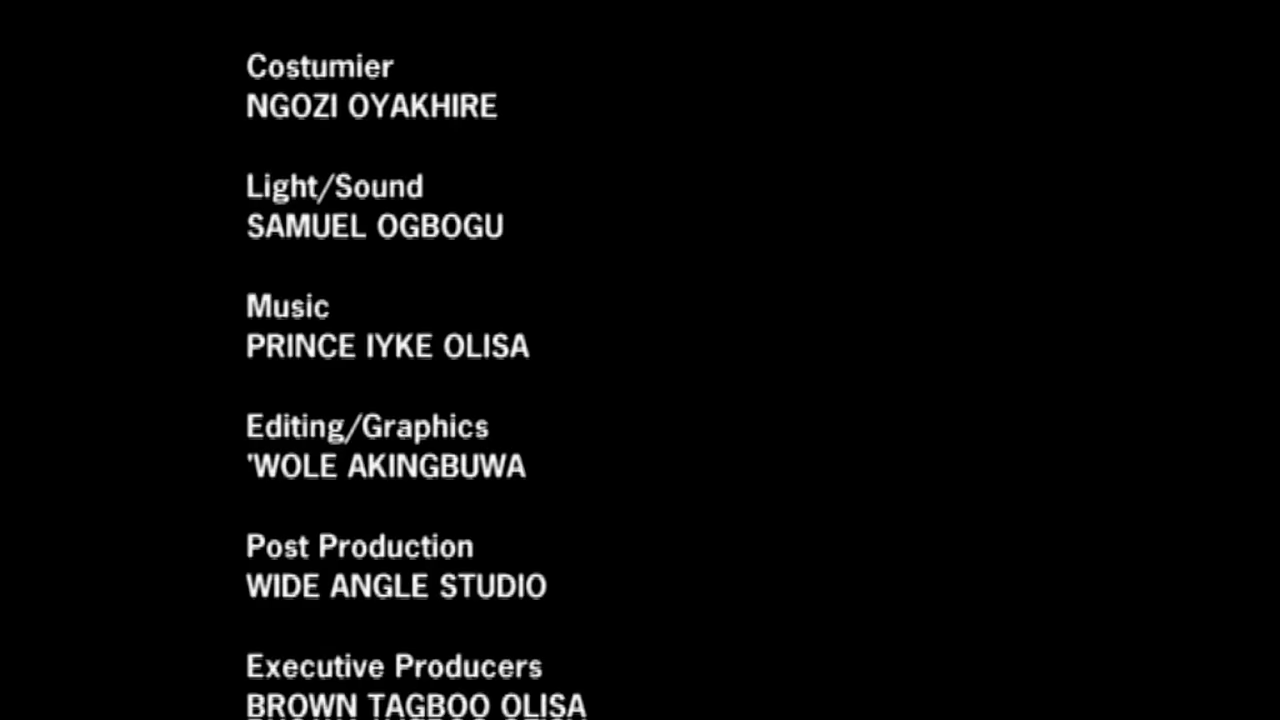 Costumier
NGOZI OYAKHIRE
Light/Sound
SAMUEL OGBOGU
Music
PRINCE IYKE OLISA
Editing/Graphics
'WOLE AKINGBUWA
Post Production
WIDE ANGLE STUDIO
Executive Producers
BROWN TAGBOO OLISA